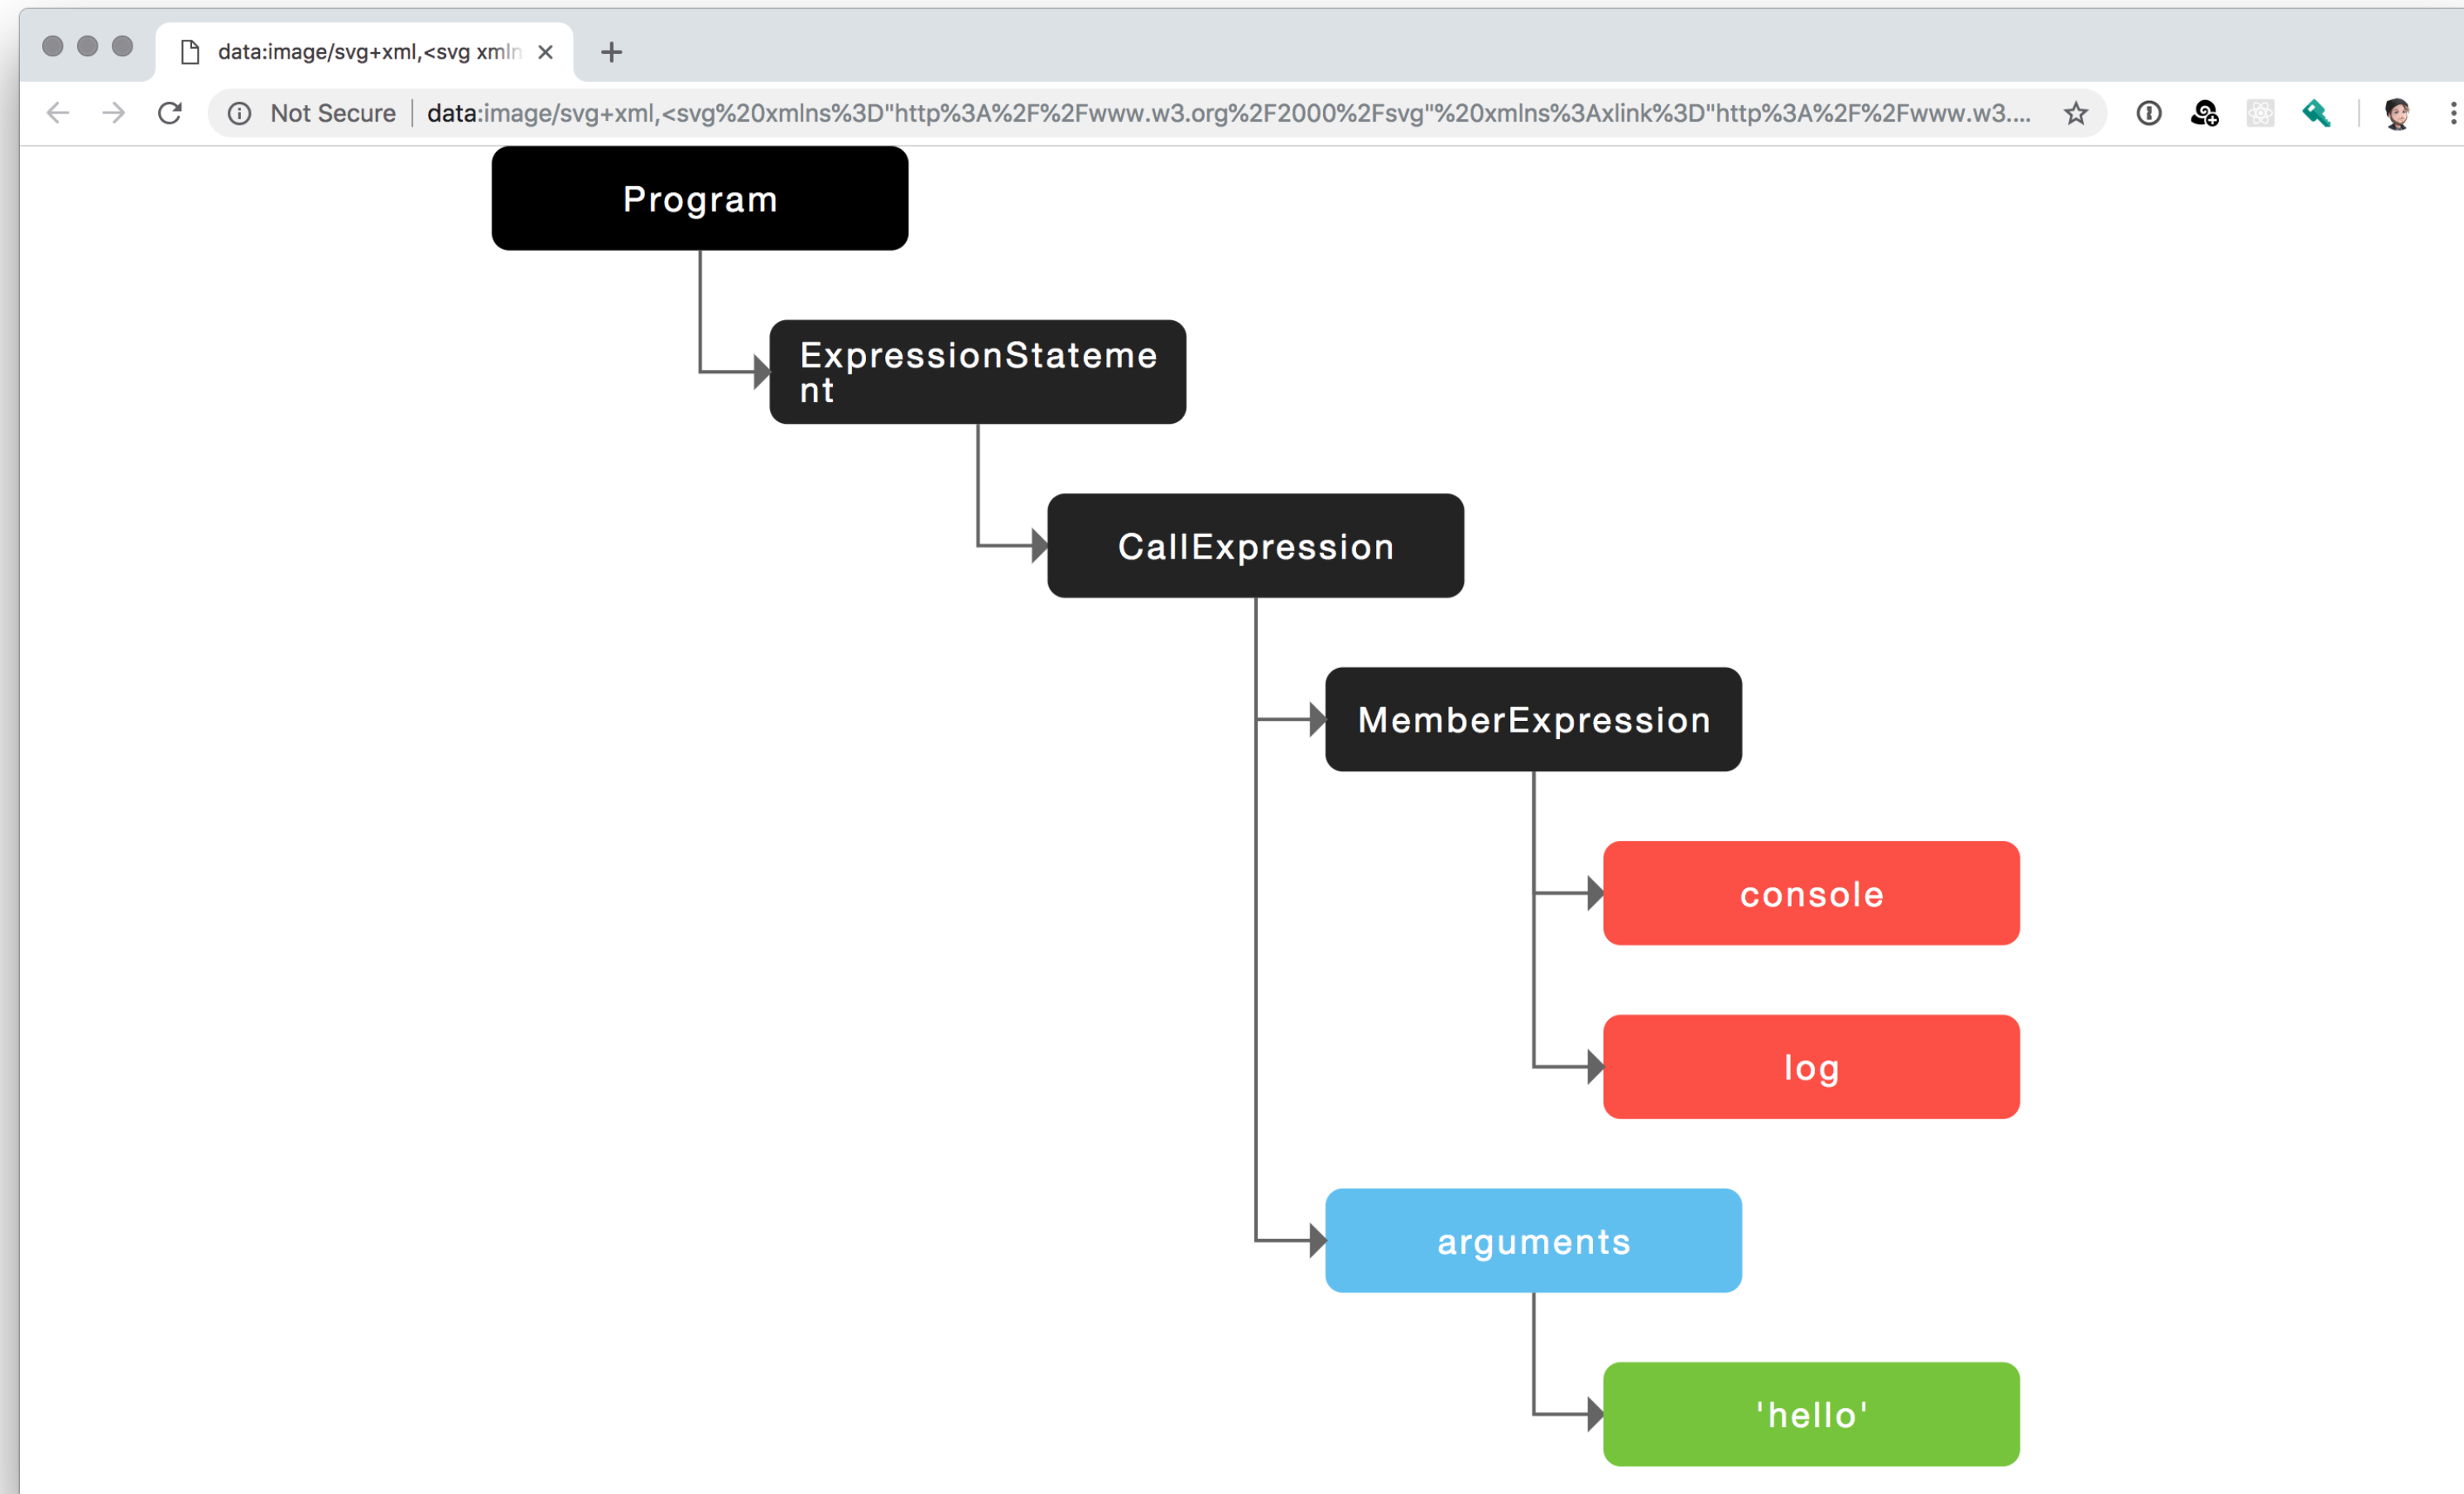 data:image/svg+xml,<svg xmln
Not Secure
data:image/svg+xml,<svg%20xmlns%3D"http%3A%2F%2Fwww.w3.org%2F2000%2Fsvg"%20xmlns%3Axlink%3D"http%3A%2F%2Fwww.w3....
Program
ExpressionStateme
nt
CallExpression
MemberExpression
console
log
arguments
'hello'